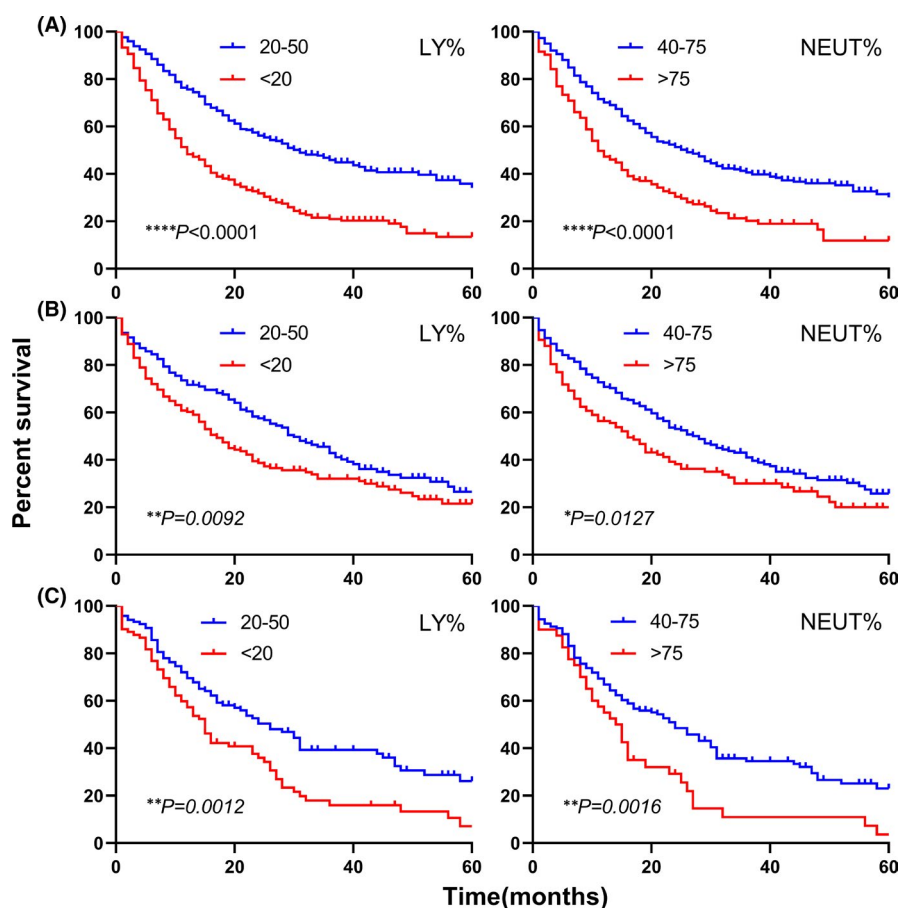 (A)
100
80
60
40
20
0
20-50
<20
LY%
****P<0.0001
0 20 40 60
100
80
60
40
20
0
40-75
>75
NEUT%
****P<0.0001
0 20 40 60
(B)
100
80
60
40
20
0
20-50
<20
LY%
**P=0.0092
0 20 40 60
100
80
60
40
20
0
40-75
>75
NEUT%
*P=0.0127
0 20 40 60
(C)
100
80
60
40
20
0
20-50
<20
LY%
**P=0.0012
0 20 40 60
100
80
60
40
20
0
40-75
>75
NEUT%
**P=0.0016
0 20 40 60
Percent survival
Time(months)